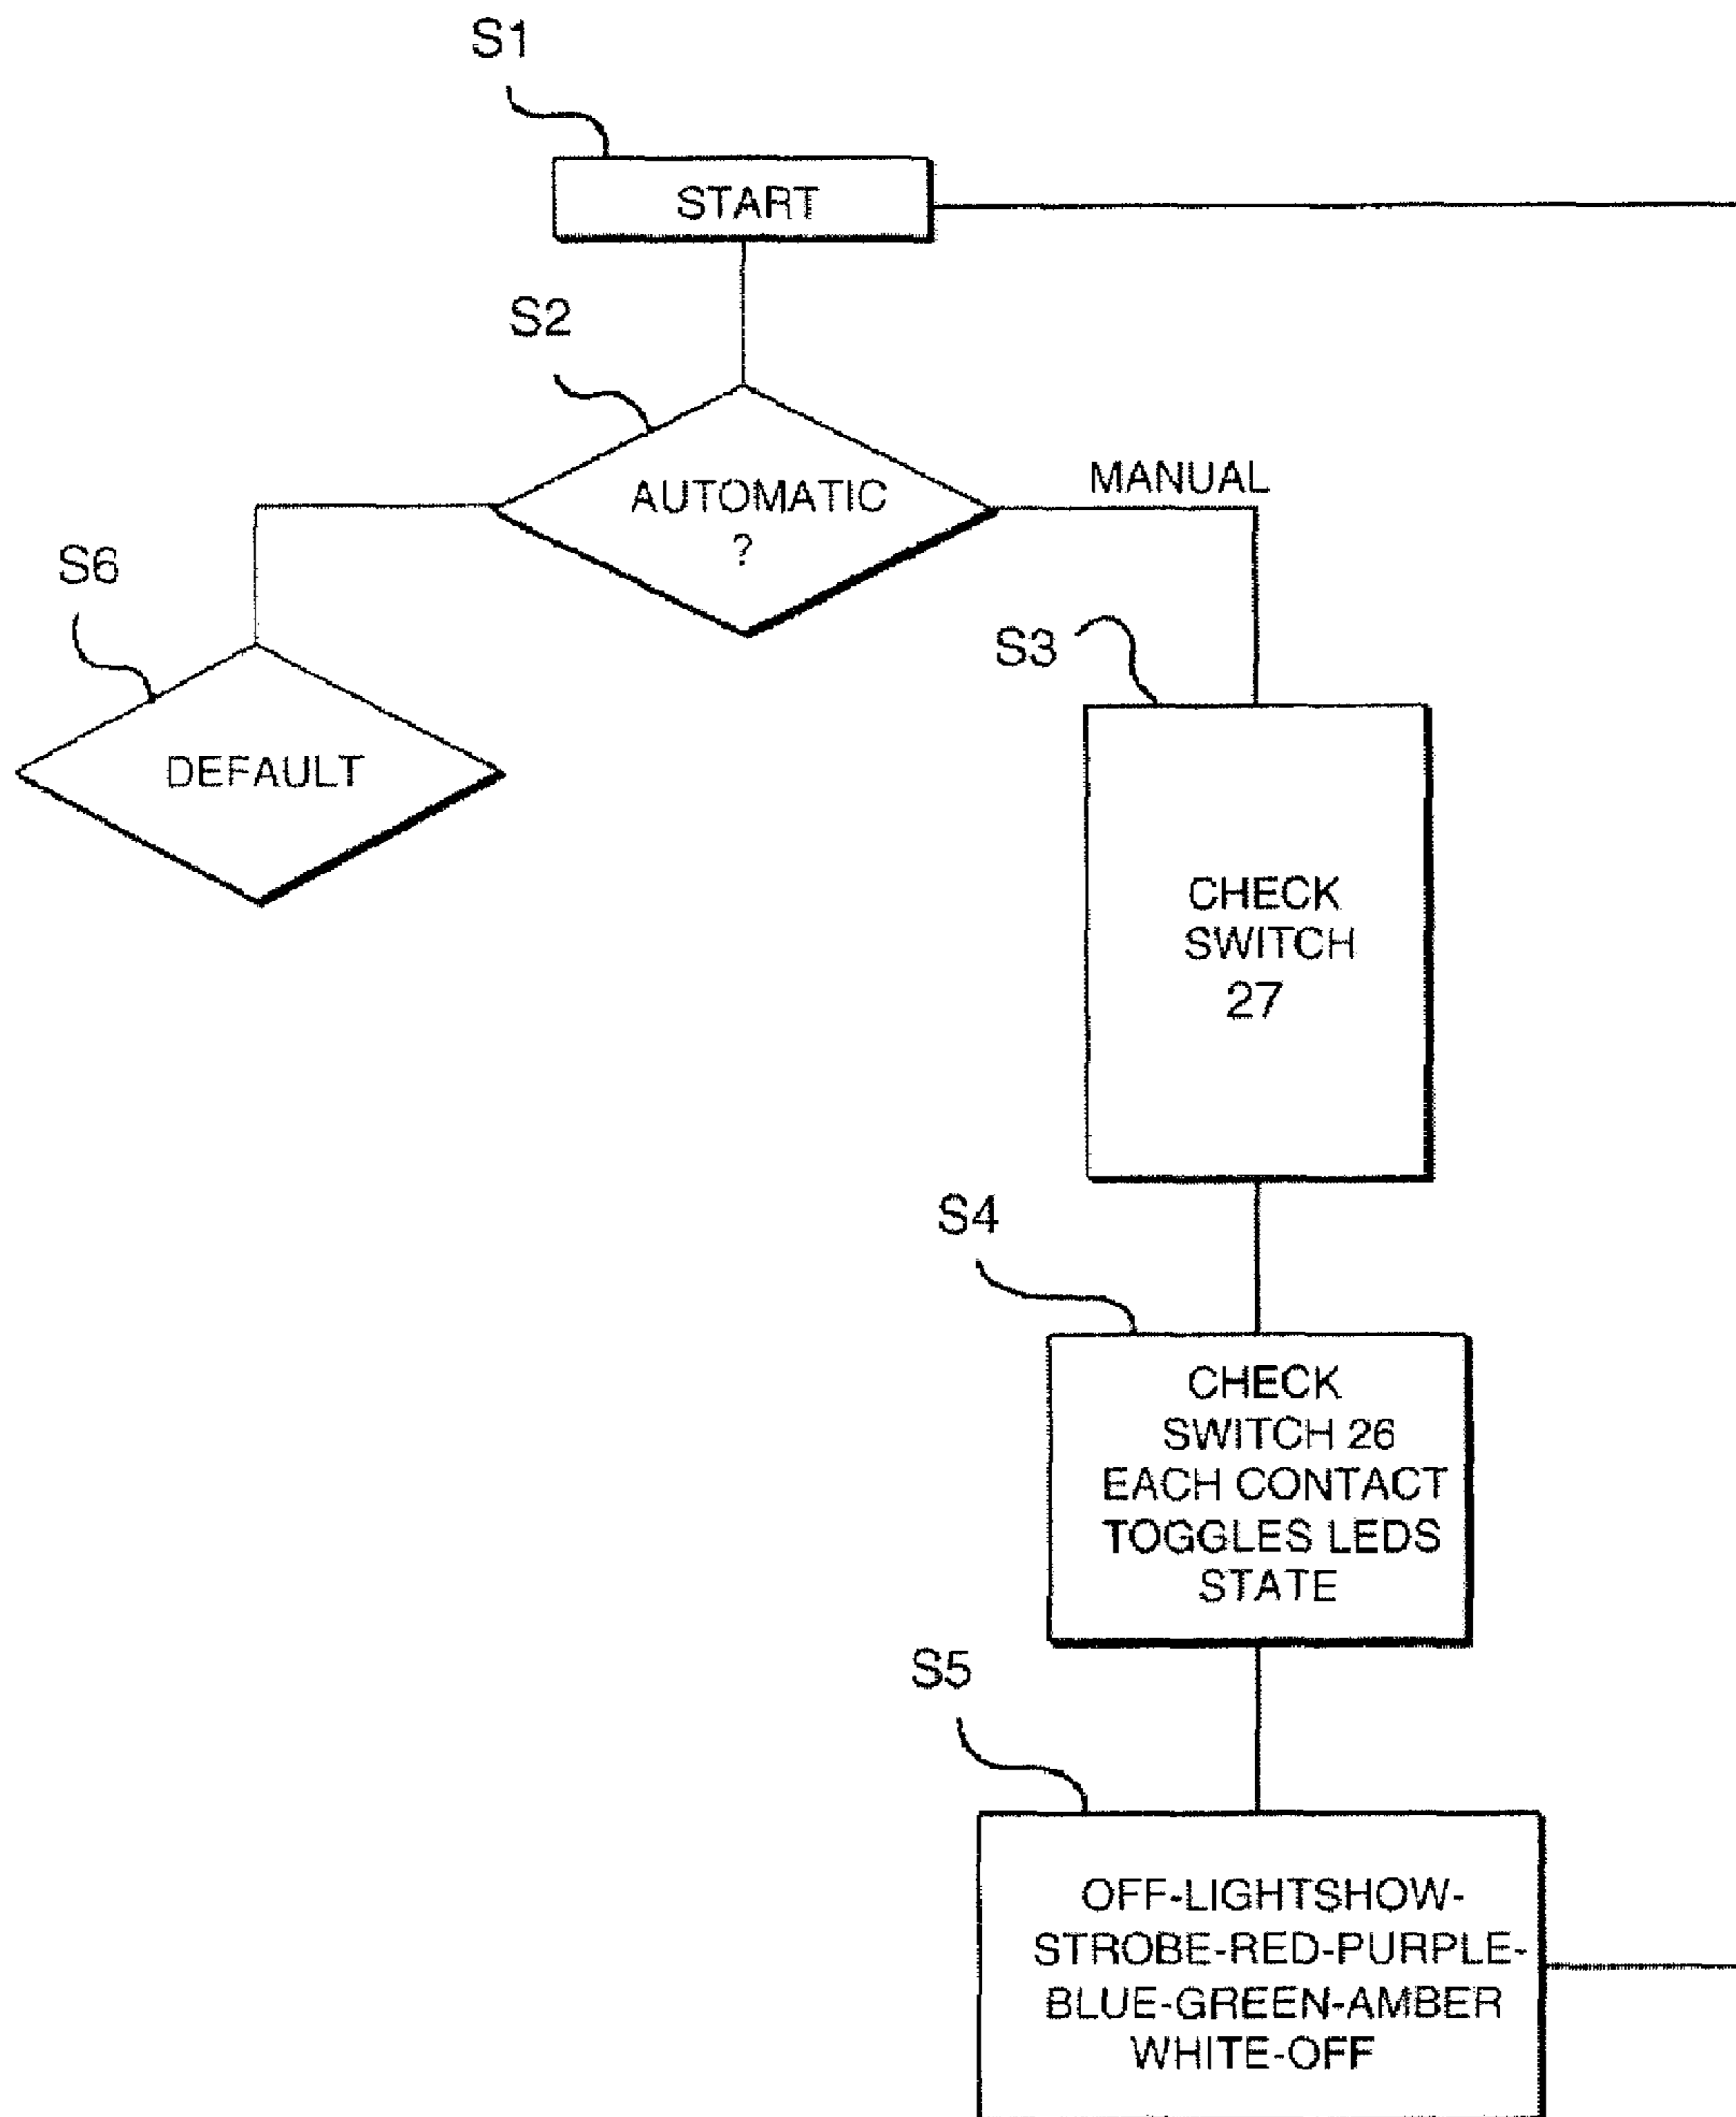 S1
START
S2
AUTOMATIC
?
MANUAL
S6
DEFAULT
S3
CHECK
SWITCH
27
S4
CHECK
SWITCH 26
EACH CONTACT
TOGGLES LEDS
STATE
S5
OFF-LIGHTSHOW-
STROBE-RED-PURPLE-
BLUE-GREEN-AMBER
WHITE-OFF